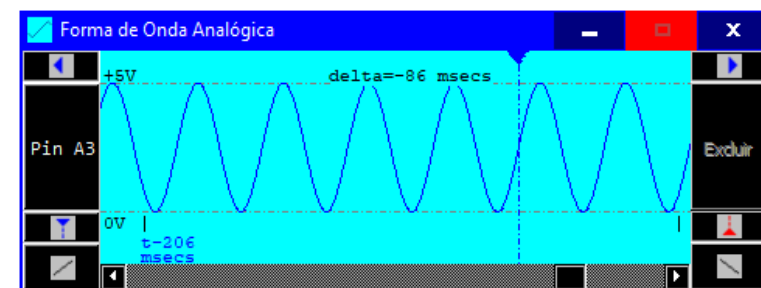 Forma de Onda Analógica
+5V
delta=-86 msecs
Pin A3
Excluir
0V
t-206
msecs